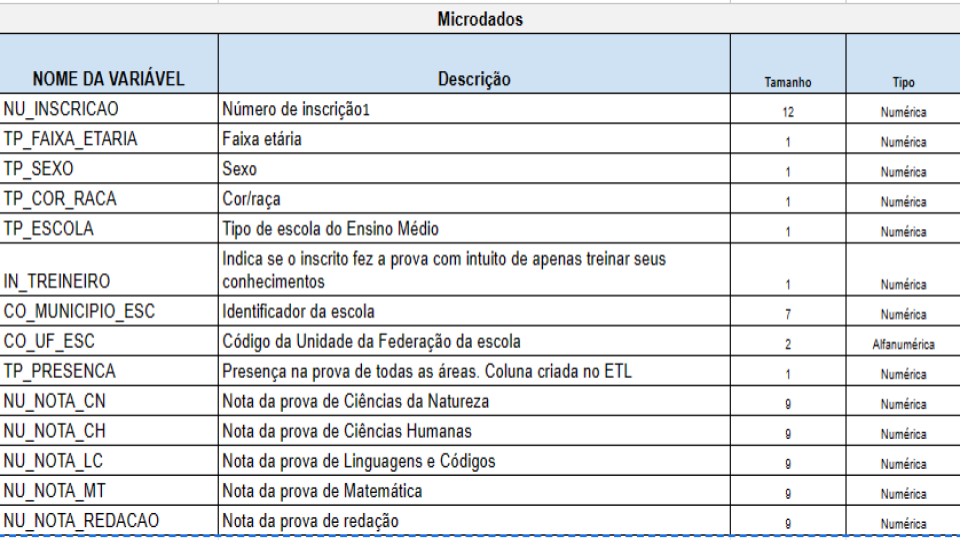 Microdados
NOME DA VARIÁVEL Descrição Tamanho Tipo
NU_INSCRICAO Número de inscrição1 12 Numérica
TP_FAIXA_ETARIA Faixa etária 1 Numérica
TP_SEXO Sexo 1 Numérica
TP_COR_RACA Cor/raça 1 Numérica
TP_ESCOLA Tipo de escola do Ensino Médio 1 Numérica
Indica se o inscrito fez a prova com intuito de apenas treinar seus
IN_TREINEIRO conhecimentos 1 Numérica
CO_MUNICIPIO_ESC Identificador da escola 7 Numérica
CO_UF_ESC Código da Unidade da Federação da escola 2 Alfanumérica
TP_PRESENCA Presença na prova de todas as áreas. Coluna criada no ETL 1 Numérica
NU_NOTA_CN Nota da prova de Ciências da Natureza 9 Numérica
NU_NOTA_CH Nota da prova de Ciências Humanas 9 Numérica
NU_NOTA_LC Nota da prova de Linguagens e Códigos 9 Numérica
NU_NOTA_MT Nota da prova de Matemática 9 Numérica
NU_NOTA_REDACAO Nota da prova de redação 9 Numérica